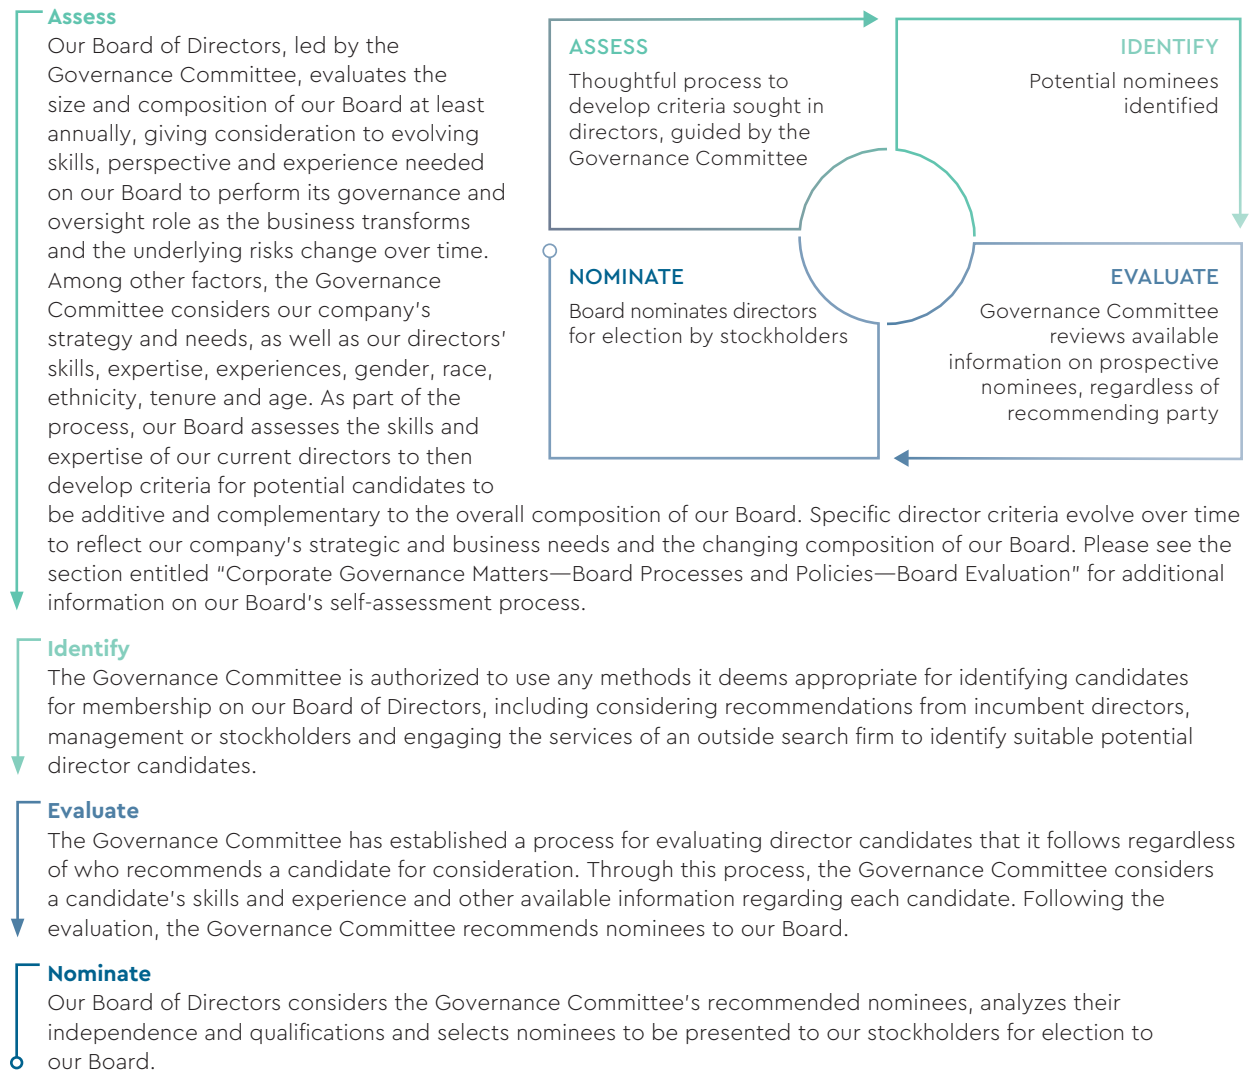 Assess
Our Board of Directors, led by the
Governance Committee, evaluates the
size and composition of our Board at least
annually, giving consideration to evolving
skills, perspective and experience needed
on our Board to perform its governance and
oversight role as the business transforms
and the underlying risks change over time.
Among other factors, the Governance
Committee considers our company’s
strategy and needs, as well as our directors’
skills, expertise, experiences, gender, race,
ethnicity, tenure and age. As part of the
process, our Board assesses the skills and
expertise of our current directors to then
develop criteria for potential candidates to
be additive and complementary to the overall composition of our Board. Specific director criteria evolve over time
to reflect our company’s strategic and business needs and the changing composition of our Board. Please see the
section entitled “Corporate Governance Matters—Board Processes and Policies—Board Evaluation” for additional
information on our Board’s self-assessment process.
ASSESS
Thoughtful process to
develop criteria sought in
directors, guided by the
Governance Committee
IDENTIFY
Potential nominees
identified
NOMINATE
Board nominates directors
for election by stockholders
EVALUATE
Governance Committee
reviews available
information on prospective
nominees, regardless of
recommending party
Identify
The Governance Committee is authorized to use any methods it deems appropriate for identifying candidates
for membership on our Board of Directors, including considering recommendations from incumbent directors,
management or stockholders and engaging the services of an outside search firm to identify suitable potential
director candidates.
Evaluate
The Governance Committee has established a process for evaluating director candidates that it follows regardless
of who recommends a candidate for consideration. Through this process, the Governance Committee considers
a candidate’s skills and experience and other available information regarding each candidate. Following the
evaluation, the Governance Committee recommends nominees to our Board.
Nominate
Our Board of Directors considers the Governance Committee’s recommended nominees, analyzes their
independence and qualifications and selects nominees to be presented to our stockholders for election to
our Board.